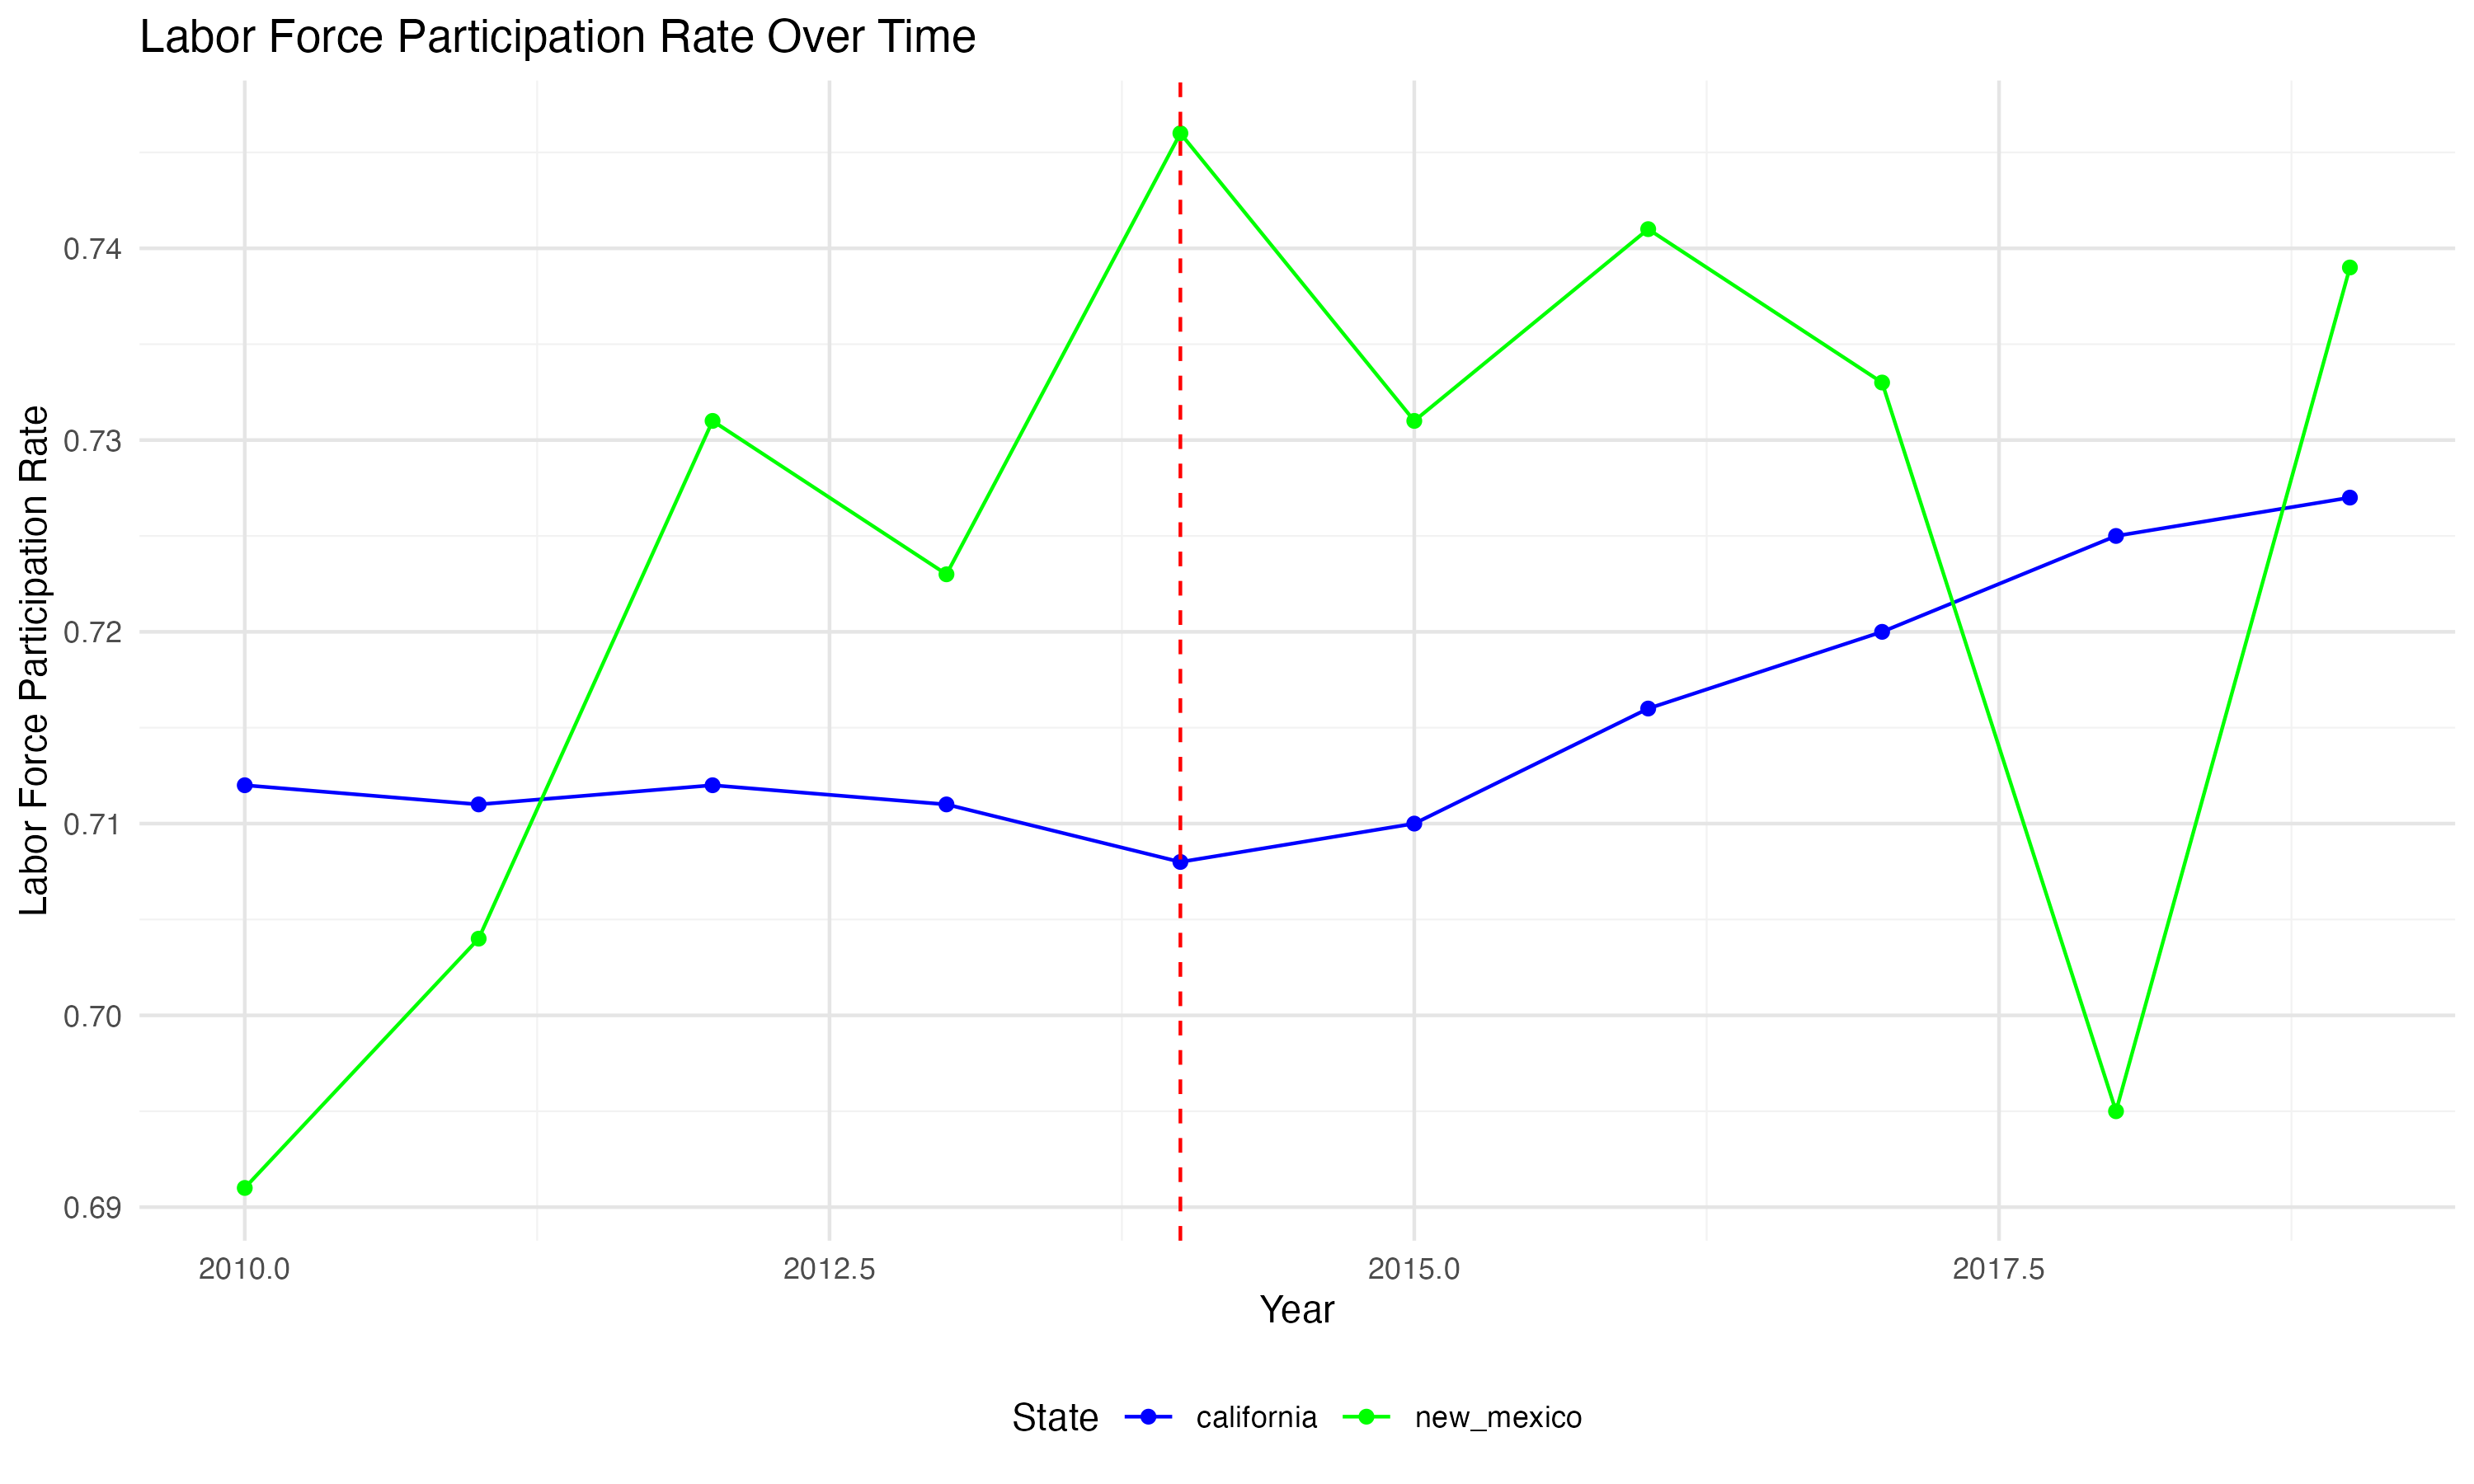 Labor Force Participation Rate Over Time
Labor Force Participation Rate
0.74
0.73
0.72
0.71
0.70
0.69
2010.0 2012.5 2015.0 2017.5
Year
State california new_mexico